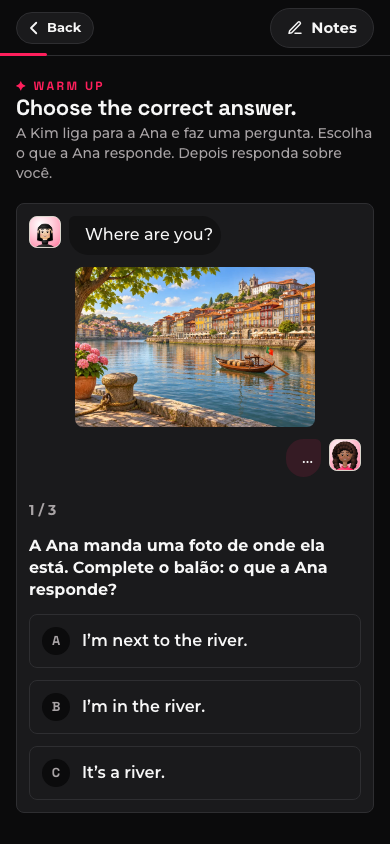 Back
Notes
WARM UP
Choose the correct answer.
A Kim liga para a Ana e faz uma pergunta. Escolha
o que a Ana responde. Depois responda sobre
você.
Where are you?
...
1 / 3
A Ana manda uma foto de onde ela
está. Complete o balão: o que a Ana
responde?
A I’m next to the river.
B I’m in the river.
C It’s a river.